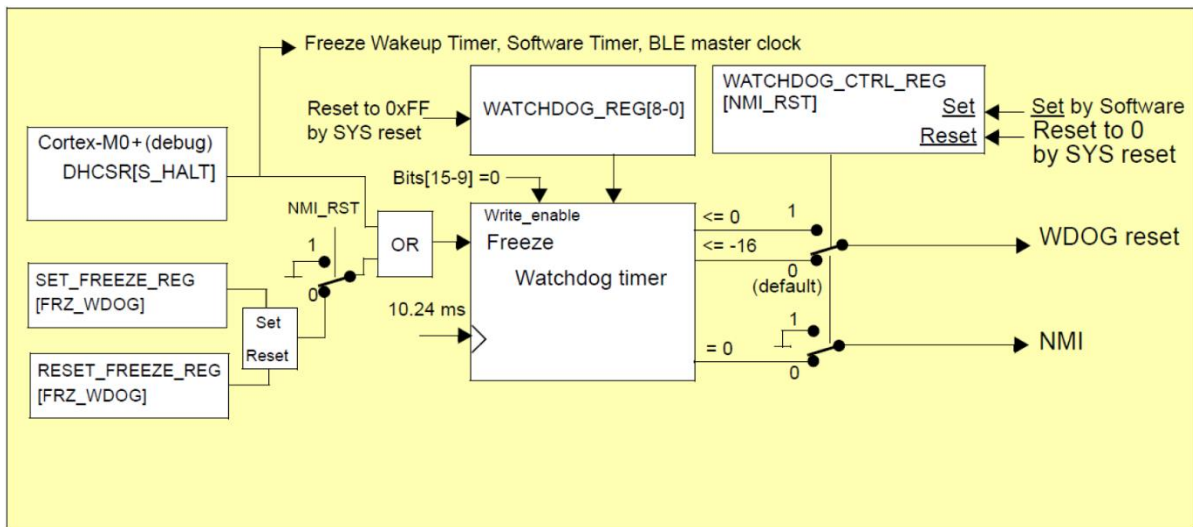 Freeze Wakeup Timer, Software Timer, BLE master clock
Reset to 0xFF
by SYS reset
WATCHDOG_REG[8-0]
WATCHDOG_CTRL_REG
[NMI_RST]
Set
Reset
Set by Software
Reset to 0
by SYS reset
Cortex-M0+(debug)
DHCSR[S_HALT]
Bits[15-9] =0
NMI_RST
1
0
OR
Write_enable
Freeze
Watchdog timer
10.24 ms
<= 0
<= -16
= 0
1
0
(default)
WDOG reset
1
0
NMI
SET_FREEZE_REG
[FRZ_WDOG]
Set
Reset
RESET_FREEZE_REG
[FRZ_WDOG]